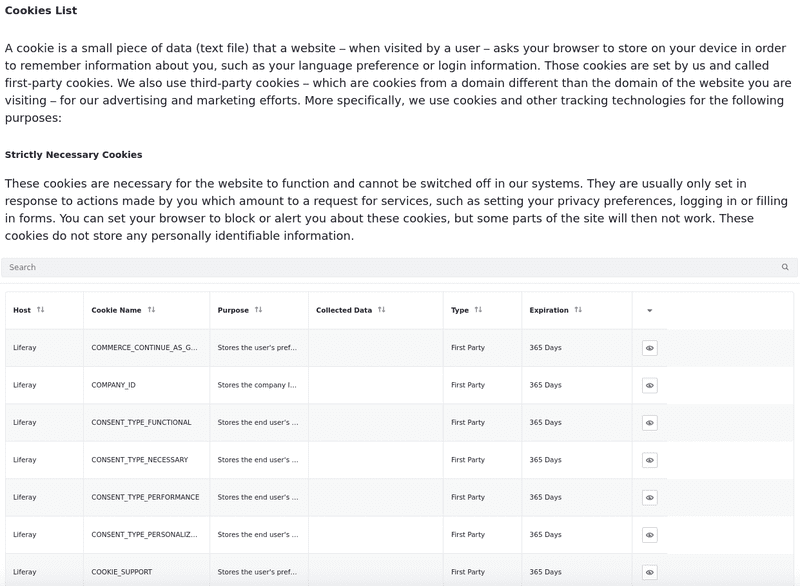 Cookies List
A cookie is a small piece of data (text file) that a website – when visited by a user – asks your browser to store on your device in order
to remember information about you, such as your language preference or login information. Those cookies are set by us and called
first-party cookies. We also use third-party cookies – which are cookies from a domain different than the domain of the website you are
visiting – for our advertising and marketing efforts. More specifically, we use cookies and other tracking technologies for the following
purposes:
Strictly Necessary Cookies
These cookies are necessary for the website to function and cannot be switched off in our systems. They are usually only set in
response to actions made by you which amount to a request for services, such as setting your privacy preferences, logging in or filling
in forms. You can set your browser to block or alert you about these cookies, but some parts of the site will then not work. These
cookies do not store any personally identifiable information.
Search
Host Cookie Name Purpose Collected Data Type Expiration
Liferay COMMERCE_CONTINUE_AS_G... Stores the user's pref... First Party 365 Days
Liferay COMPANY_ID Stores the company I... First Party 365 Days
Liferay CONSENT_TYPE_FUNCTIONAL Stores the end user's ... First Party 365 Days
Liferay CONSENT_TYPE_NECESSARY Stores the end user's ... First Party 365 Days
Liferay CONSENT_TYPE_PERFORMANCE Stores the end user's ... First Party 365 Days
Liferay CONSENT_TYPE_PERSONALIZ... Stores the end user's ... First Party 365 Days
Liferay COOKIE_SUPPORT Stores the user's pref... First Party 365 Days